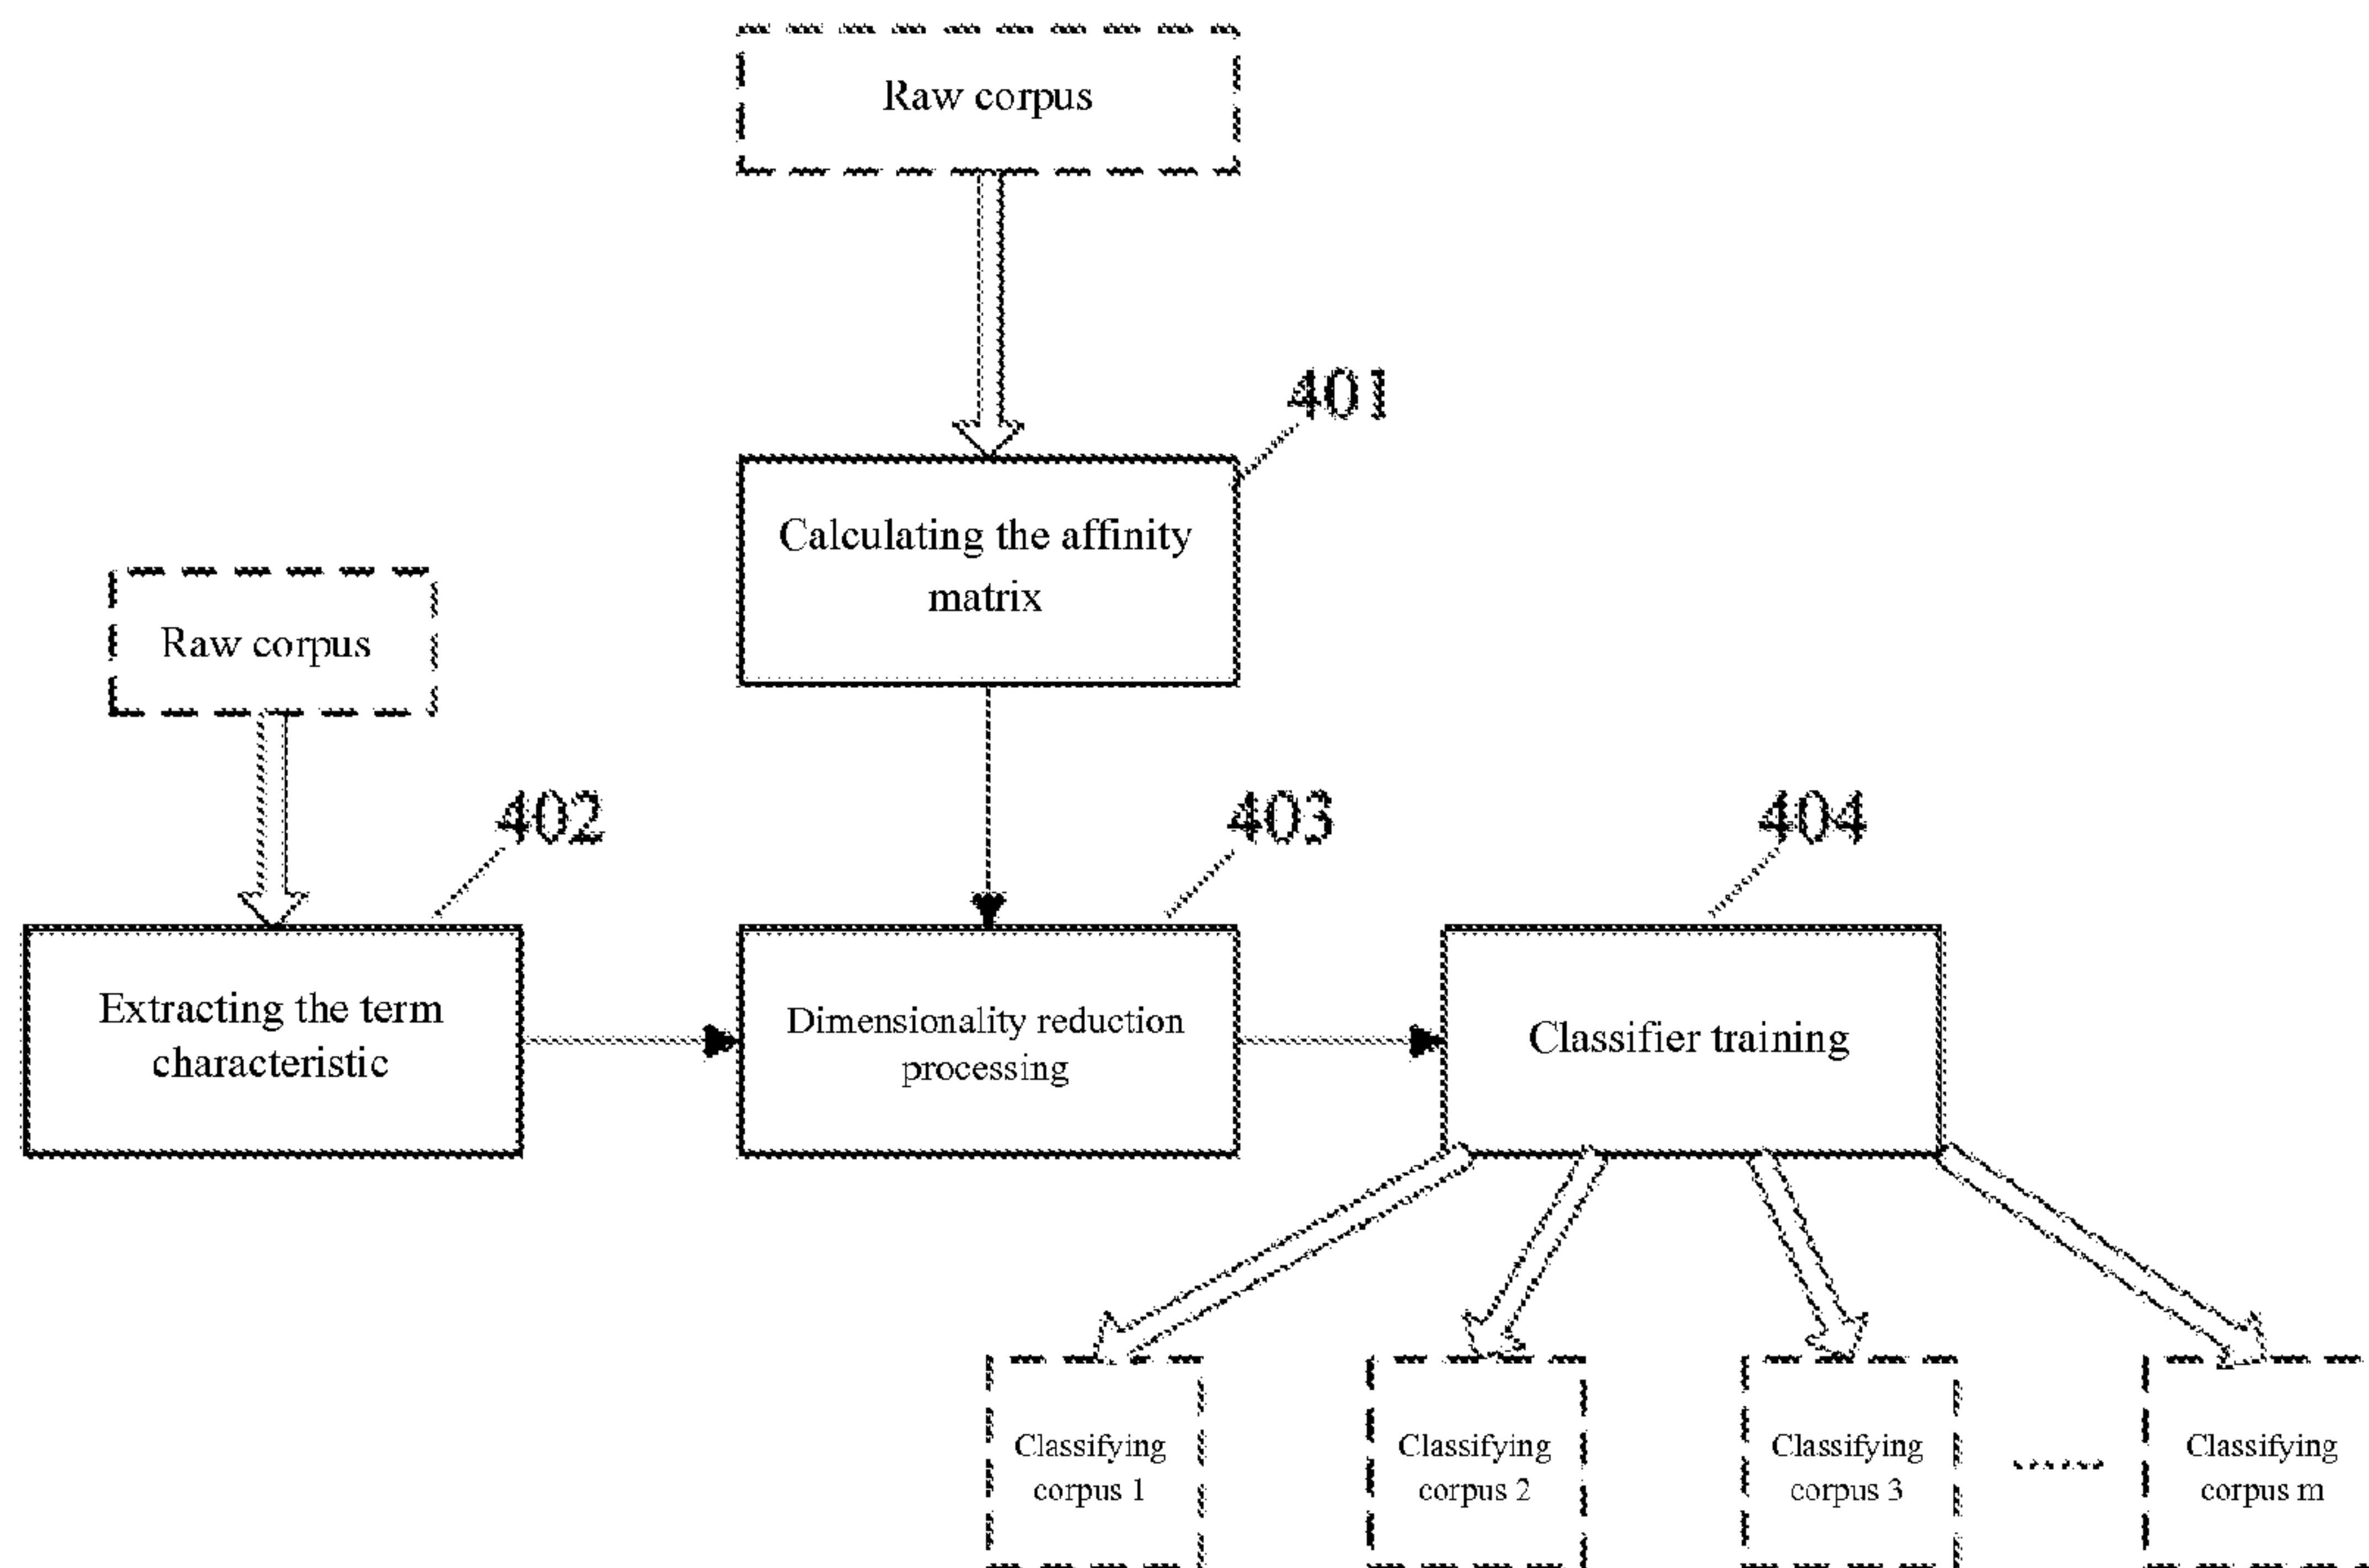 Raw corpus
401
Calculating the affinity
matrix
Raw corpus
402
403
404
Extracting the term
characteristic
Dimensionality reduction
processing
Classifier training
Classifying
corpus 1
Classifying
corpus 2
Classifying
corpus 3
Classifying
corpus m